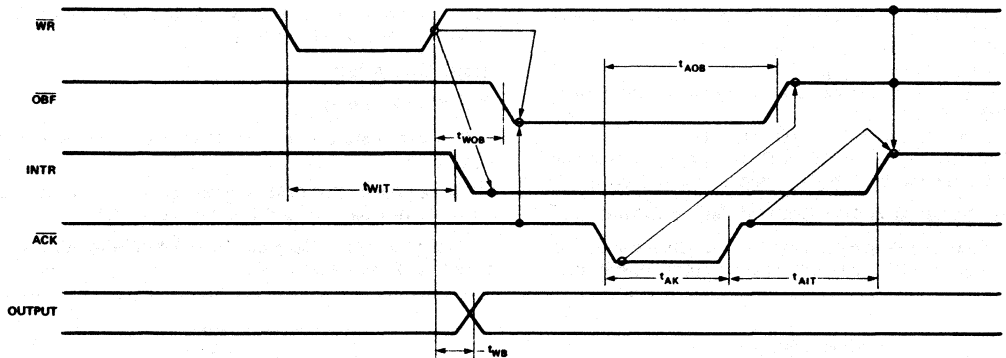 WR
tAOB
OBF
tWOB
INTR
tWIT
ACK
tAK
tAIT
OUTPUT
tWB